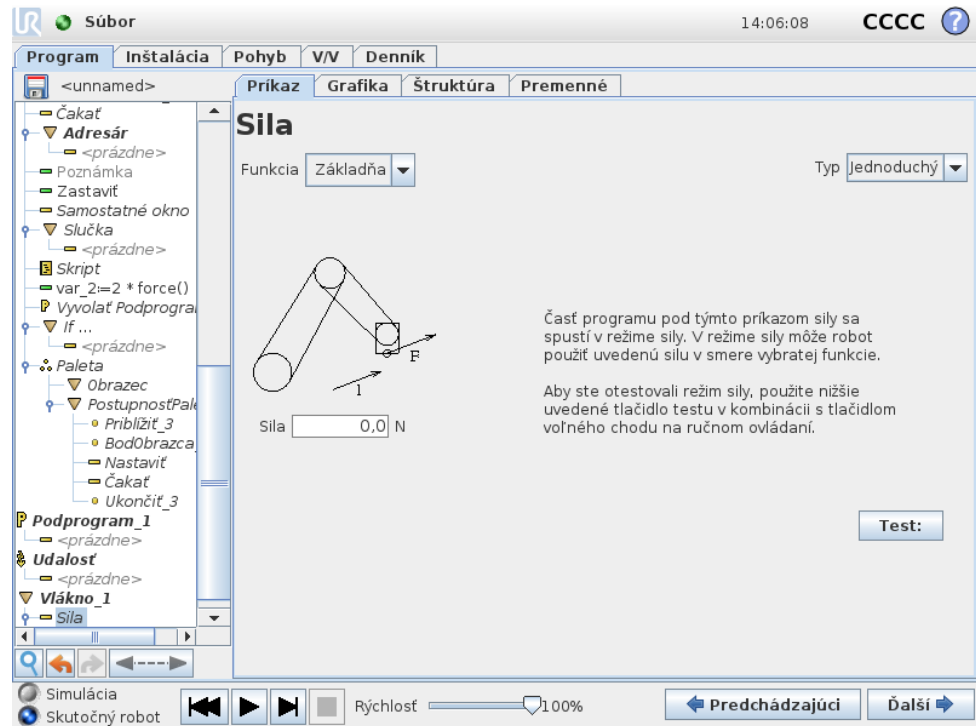 UR Súbor 14:06:08 CCCC ?
Program Inštalácia Pohyb V/V Denník
<unnamed> Príkaz Grafika Štruktúra Premenné
Čakať
Adresár
<prázdne>
Poznámka
Zastaviť
Samostatné okno
Slučka
<prázdne>
Skript
var_2≔2 * force()
Vyvolať Podprogra
If ...
<prázdne>
Paleta
Obrazec
PostupnosťPale
Priblížiť_3
BodObrazca_
Nastaviť
Čakať
Ukončiť_3
P Podprogram_1
<prázdne>
Udalosť
<prázdne>
Vlákno_1
Sila
Sila
Funkcia Základňa Typ Jednoduchý
F
1
Sila 0,0 N
Časť programu pod týmto príkazom sily sa
spustí v režime sily. V režime sily môže robot
použiť uvedenú silu v smere vybratej funkcie.
Aby ste otestovali režim sily, použite nižšie
uvedené tlačidlo testu v kombinácii s tlačidlom
voľného chodu na ručnom ovládaní.
Test:
Simulácia
Skutočný robot
Rýchlosť 100%
Predchádzajúci Ďalší